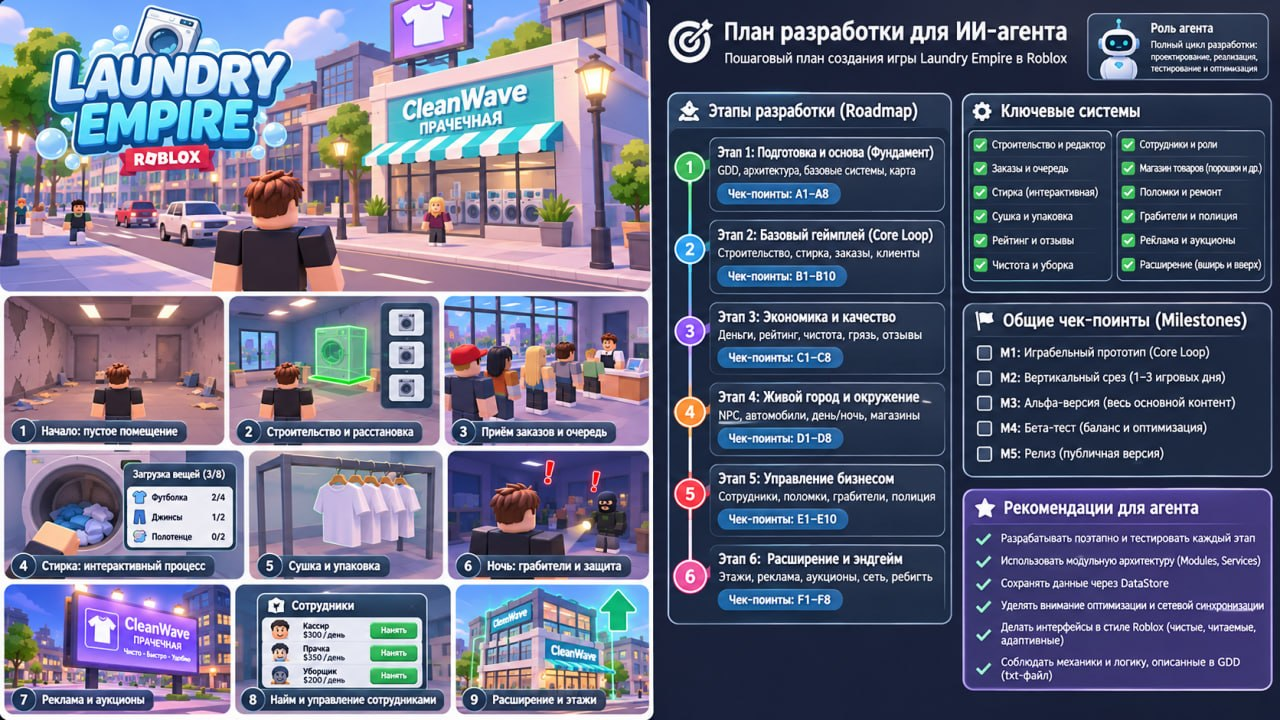 LAUNDRY
EMPIRE
ROBLOX
CleanWave
ПРАЧЕЧНАЯ
1 Начало: пустое помещение
2 Строительство и расстановка
3 Приём заказов и очередь
Загрузка вещей (3/8)
Футболка 2/4
Джинсы 1/2
Полотенце 0/2
4 Стирка: интерактивный процесс
5 Сушка и упаковка
! !
6 Ночь: грабители и защита
CleanWave
ПРАЧЕЧНАЯ
Чисто - Быстро - Удобно
7 Реклама и аукционы
Сотрудники
Кассир
$300/день
Нанять
Прачка
$350/день
Нанять
Уборщик
$200/день
Нанять
8 Найм и управление сотрудниками
CleanWave
CleanWave
9 Расширение и этажи
План разработки для ИИ-агента
Пошаговый план создания игры Laundry Empire в Roblox
Роль агента
Полный цикл разработки:
проектирование, реализация,
тестирование и оптимизация
Этапы разработки (Roadmap)
1
Этап 1: Подготовка и основа (Фундамент)
GDD, архитектура, базовые системы, карта
Чек-поинты: A1–A8
2
Этап 2: Базовый геймплей (Core Loop)
Строительство, стирка, заказы, клиенты
Чек-поинты: B1–B10
3
Этап 3: Экономика и качество
Деньги, рейтинг, чистота, грязь, отзывы
Чек-поинты: C1–C8
4
Этап 4: Живой город и окружение
NPC, автомобили, день/ночь, магазины
Чек-поинты: D1–D8
5
Этап 5: Управление бизнесом
Сотрудники, поломки, грабители, полиция
Чек-поинты: E1–E10
6
Этап 6: Расширение и эндгейм
Этажи, реклама, аукционы, сеть, ребигть
Чек-поинты: F1–F8
Ключевые системы
Строительство и редактор
Заказы и очередь
Стирка (интерактивная)
Сушка и упаковка
Рейтинг и отзывы
Чистота и уборка
Сотрудники и роли
Магазин товаров (порошки и др.)
Поломки и ремонт
Грабители и полиция
Реклама и аукционы
Расширение (вширь и вверх)
Общие чек-поинты (Milestones)
M1: Играбельный прототип (Core Loop)
M2: Вертикальный срез (1–3 игровых дня)
M3: Альфа-версия (весь основной контент)
M4: Бета-тест (баланс и оптимизация)
M5: Релиз (публичная версия)
Рекомендации для агента
Разрабатывать поэтапно и тестировать каждый этап
Использовать модульную архитектуру (Modules, Services)
Сохранять данные через DataStore
Уделять внимание оптимизации и сетевой синхронизации
Делать интерфейсы в стиле Roblox (чистые, читаемые,
адаптивные)
Соблюдать механики и логику, описанные в GDD
(txt-файл)